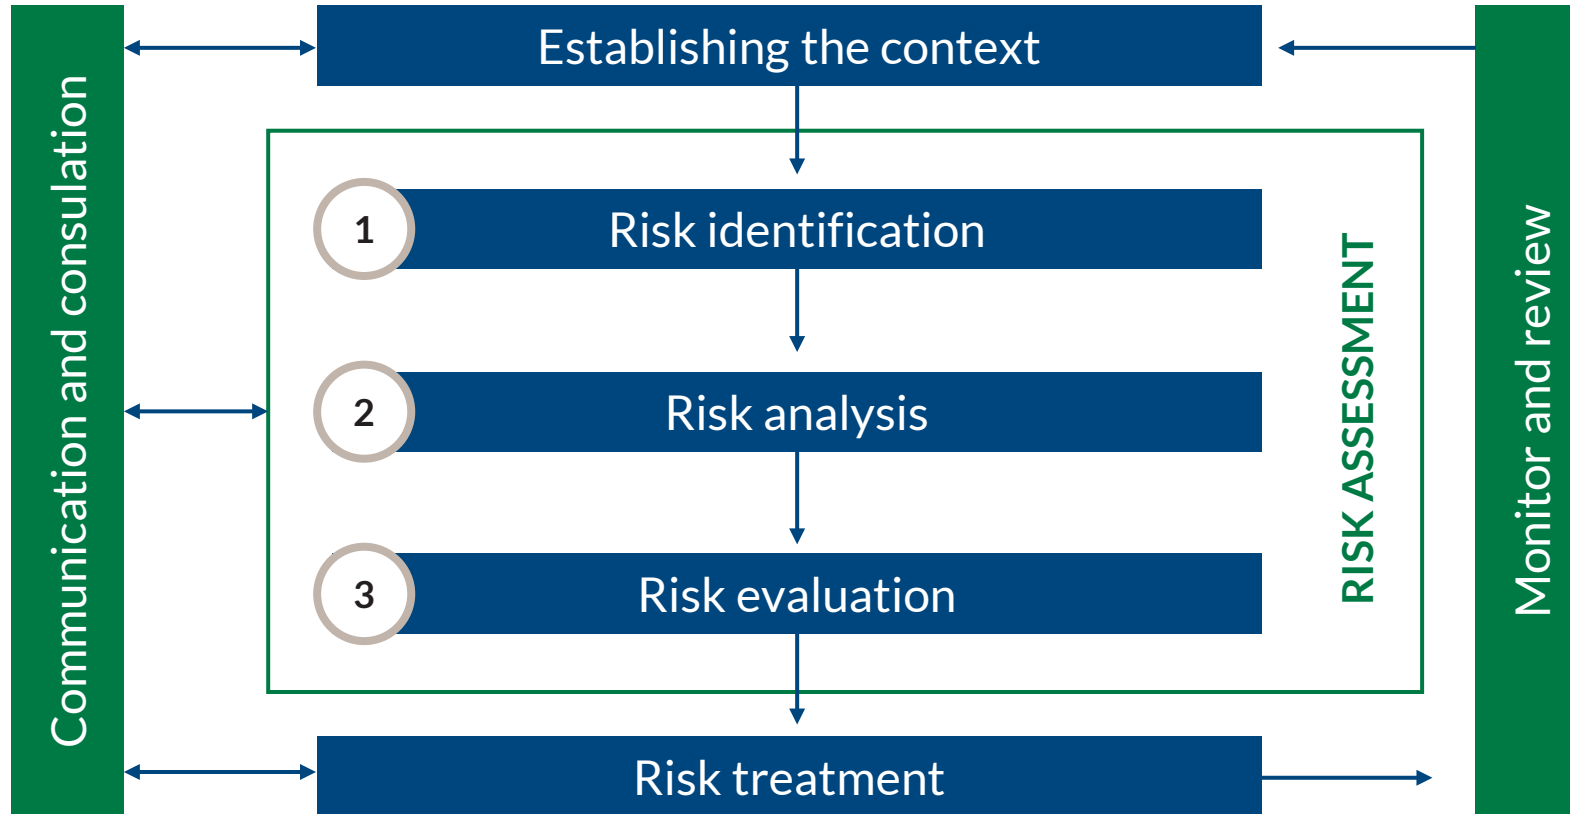 Establishing the context
Communication and consulation
1
Risk identification
2
Risk analysis
3
Risk evaluation
RISK ASSESSMENT
Monitor and review
Risk treatment